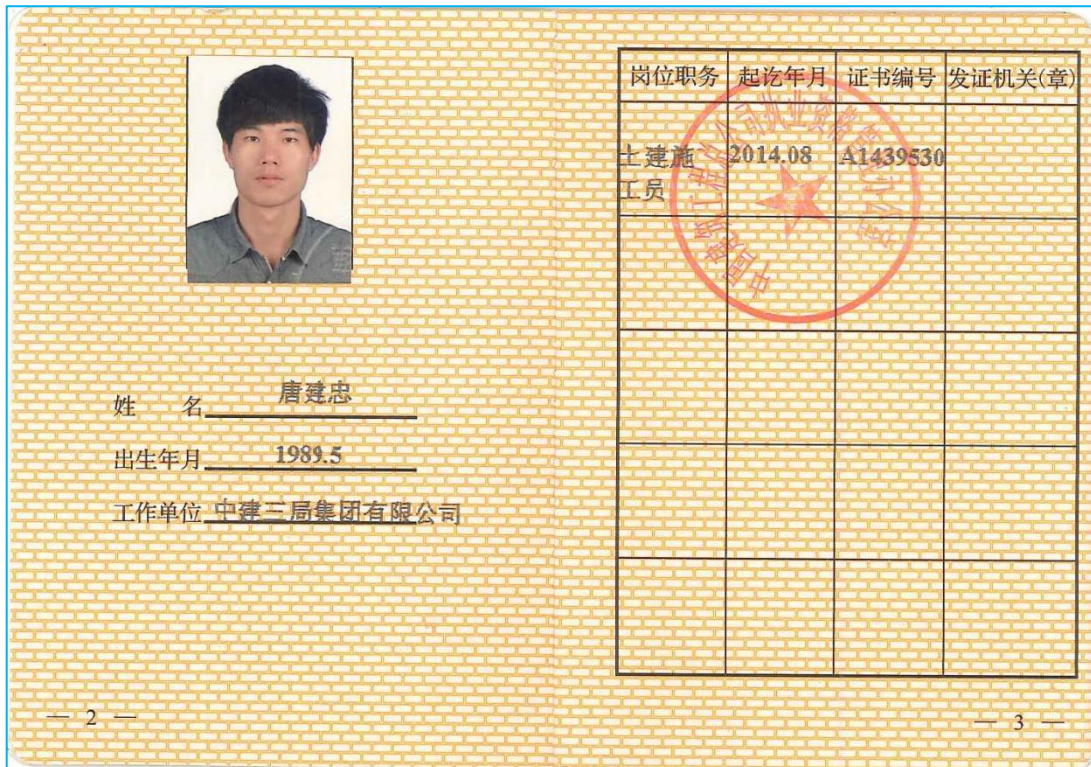 姓 名 唐建忠
出生年月 1989.5
工作单位 中建三局集团有限公司
— 2 —
岗位职务 起讫年月 证书编号 发证机关(章)
土建施 2014.08 A1439530
工员
— 3 —